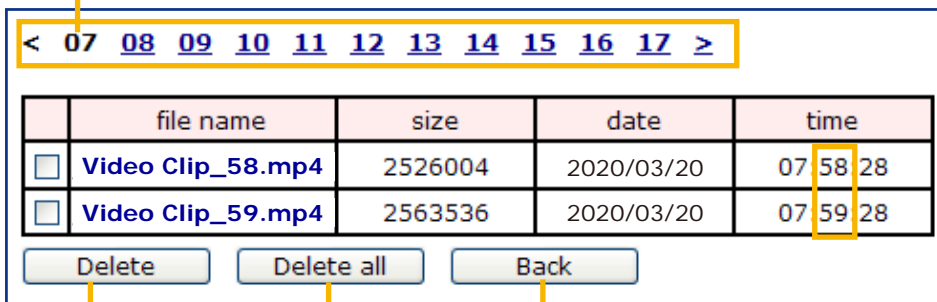 < 07 08 09 10 11 12 13 14 15 16 17 >
file name size date time
Video Clip_58.mp4 2526004 2020/03/20 07:58:28
Video Clip_59.mp4 2563536 2020/03/20 07:59:28
Delete Delete all Back